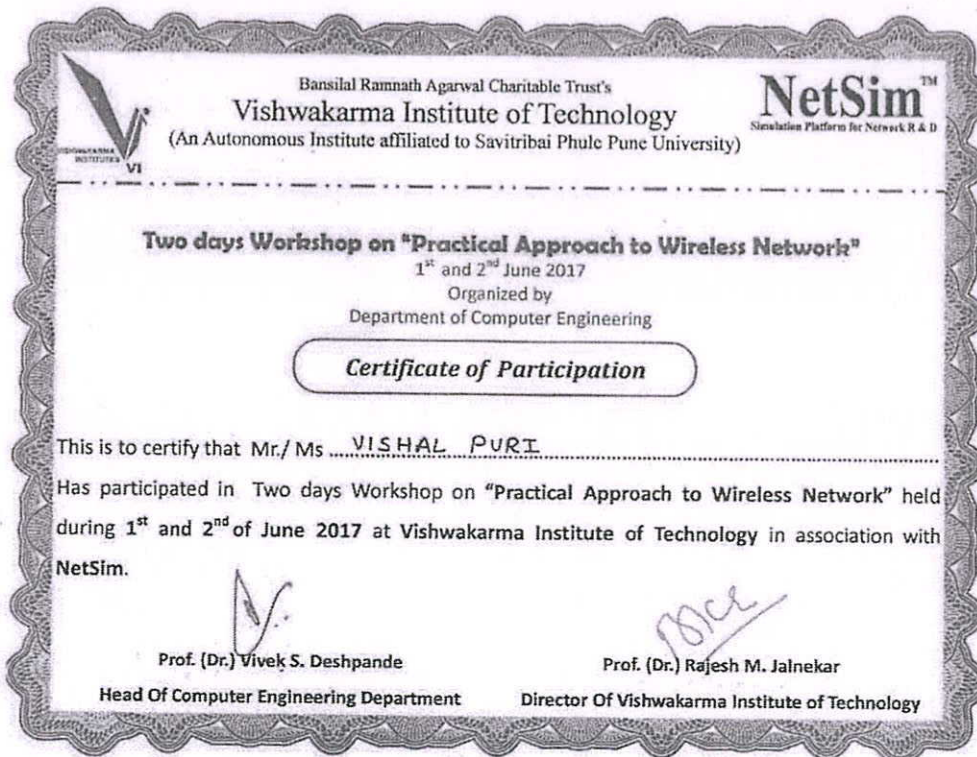 Bansilal Ramnath Agarwal Charitable Trust's
Vishwakarma Institute of Technology
(An Autonomous Institute affiliated to Savitribai Phule Pune University)
VISHWAKARMA
INSTITUTES
VI
NetSim™
Simulation Platform for Network R & D
Two days Workshop on "Practical Approach to Wireless Network"
1st and 2nd June 2017
Organized by
Department of Computer Engineering
Certificate of Participation
This is to certify that Mr./ Ms VISHAL PURI
Has participated in Two days Workshop on "Practical Approach to Wireless Network" held
during 1st and 2nd of June 2017 at Vishwakarma Institute of Technology in association with
NetSim.
Prof. (Dr.) Vivek S. Deshpande
Head Of Computer Engineering Department
Prof. (Dr.) Rajesh M. Jalnekar
Director Of Vishwakarma Institute of Technology